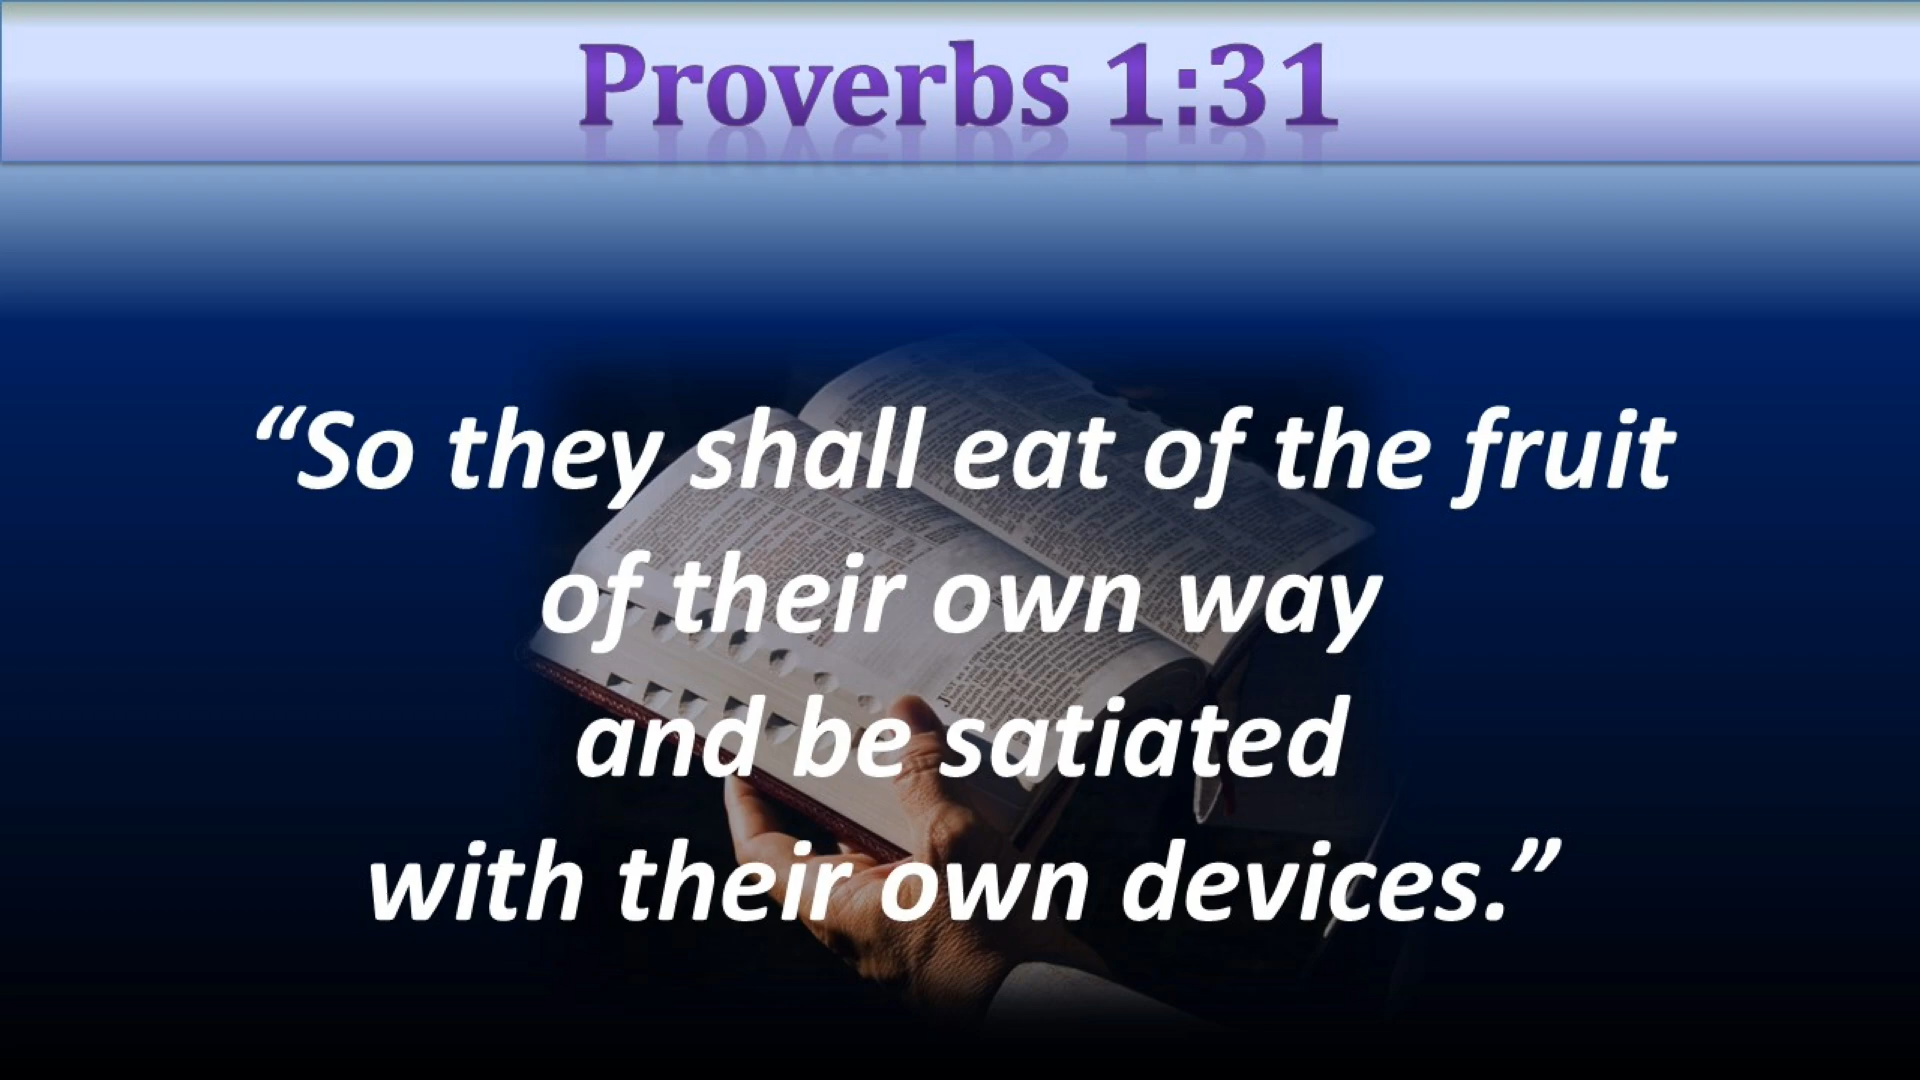 Proverbs 1:31
“So they shall eat of the fruit
of their own way
and be satiated
with their own devices.”